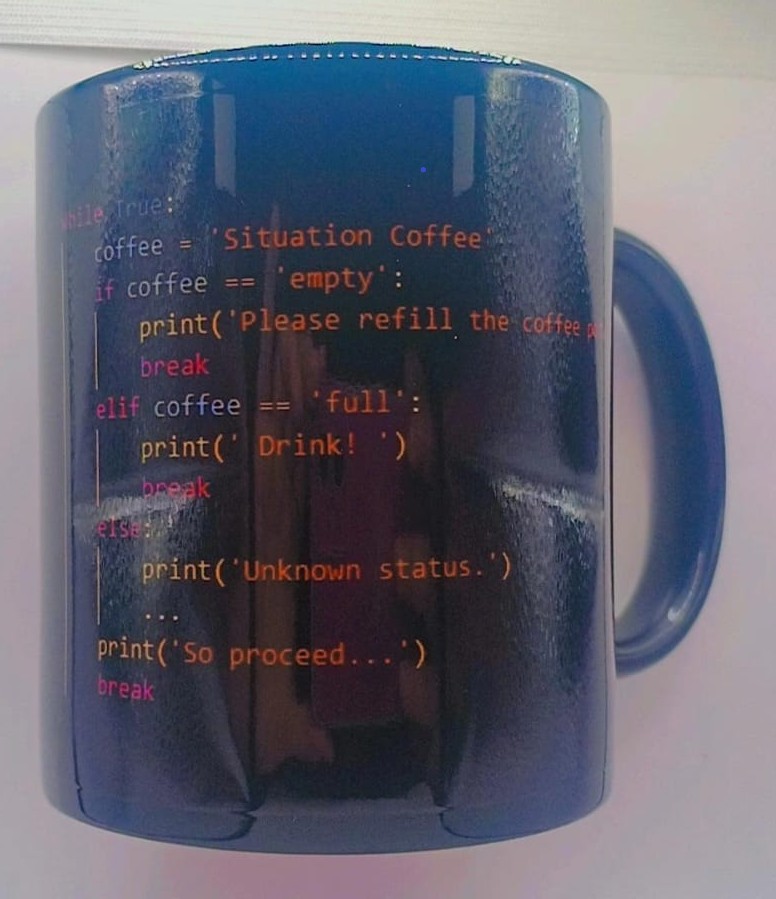 while True:
coffee = 'Situation Coffee'
if coffee == 'empty':
print('Please refill the coffee
break
elif coffee == 'full':
print(' Drink! ')
break
else:
print('Unknown status.')
...
print('So proceed...')
break